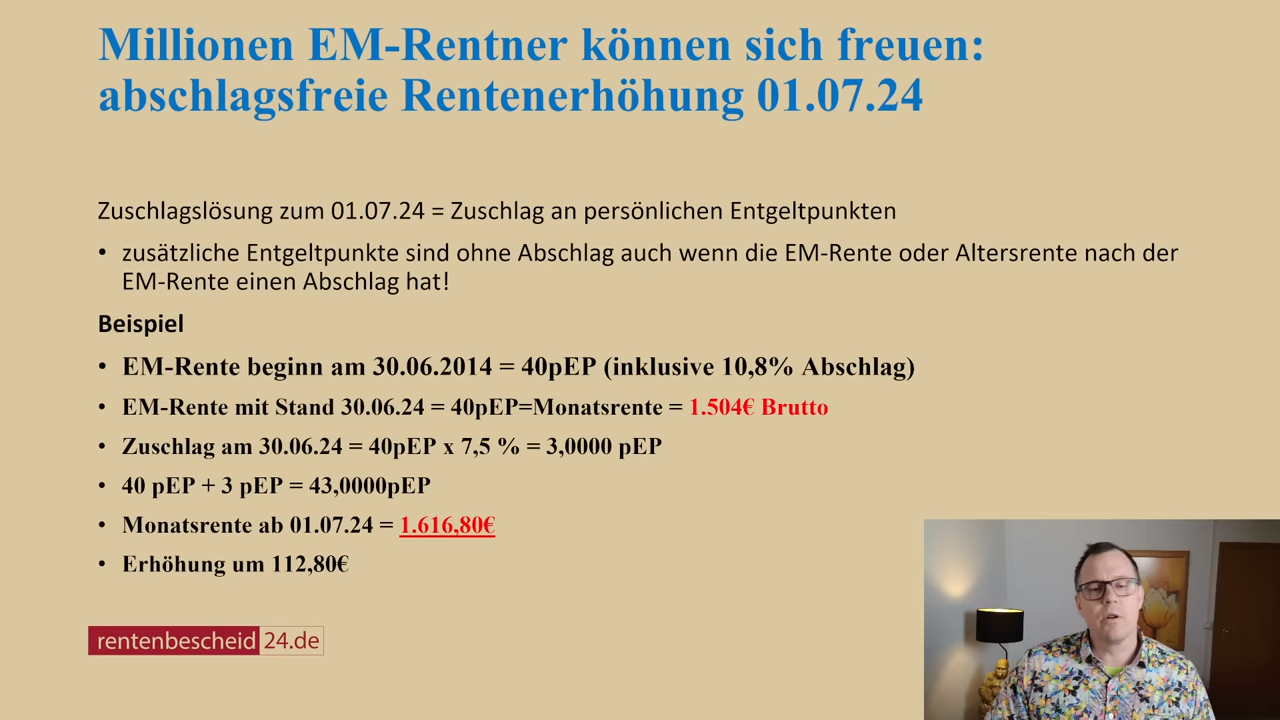 Millionen EM-Rentner können sich freuen:
abschlagsfreie Rentenerhöhung 01.07.24
Zuschlagslösung zum 01.07.24 = Zuschlag an persönlichen Entgeltpunkten
• zusätzliche Entgeltpunkte sind ohne Abschlag auch wenn die EM-Rente oder Altersrente nach der
EM-Rente einen Abschlag hat!
Beispiel
• EM-Rente beginn am 30.06.2014 = 40pEP (inklusive 10,8% Abschlag)
• EM-Rente mit Stand 30.06.24 = 40pEP=Monatsrente = 1.504€ Brutto
• Zuschlag am 30.06.24 = 40pEP x 7,5 % = 3,0000 pEP
• 40 pEP + 3 pEP = 43,0000pEP
• Monatsrente ab 01.07.24 = 1.616,80€
• Erhöhung um 112,80€
rentenbescheid 24.de